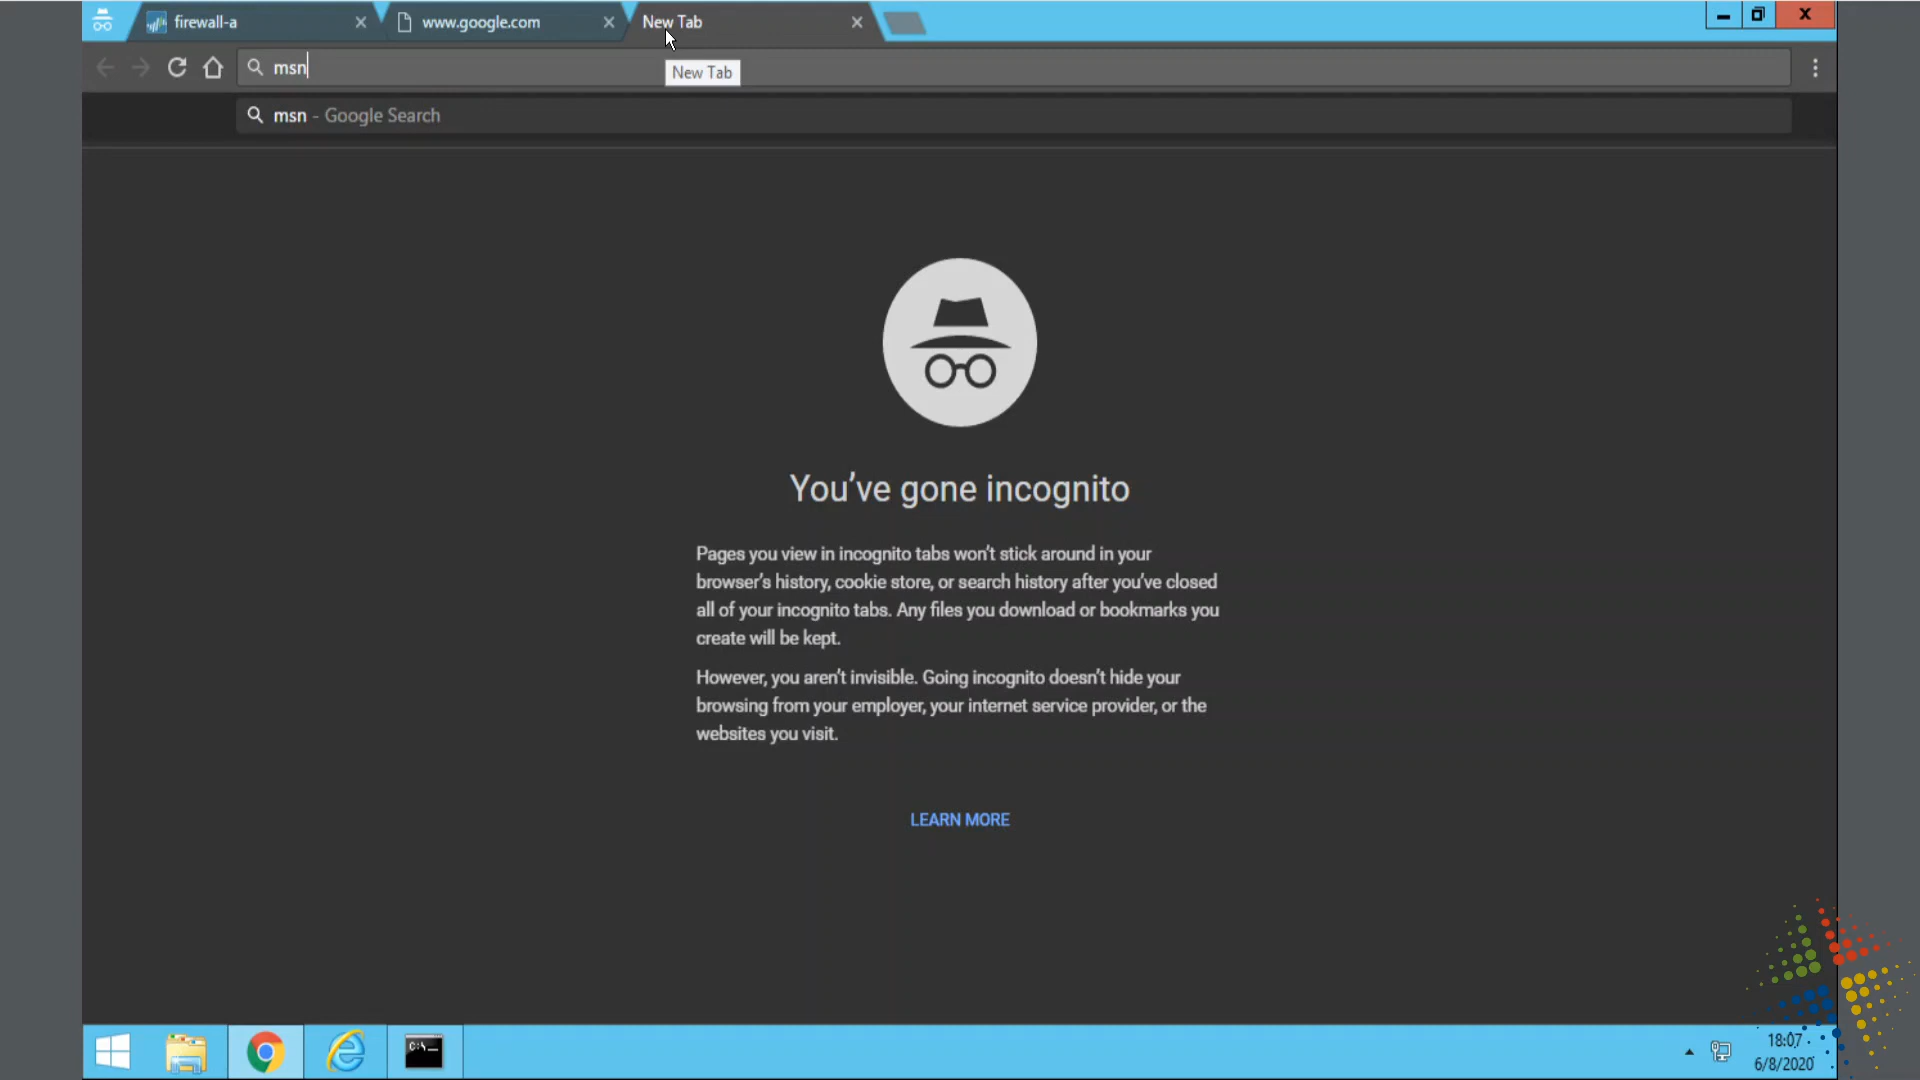 firewall-a
www.google.com
New Tab
msn
New Tab
msn - Google Search
You've gone incognito
Pages you view in incognito tabs won't stick around in your
browser's history, cookie store, or search history after you've closed
all of your incognito tabs. Any files you download or bookmarks you
create will be kept.
However, you aren't invisible. Going incognito doesn't hide your
browsing from your employer, your internet service provider, or the
websites you visit.
LEARN MORE
C:\
18:07
6/8/2020